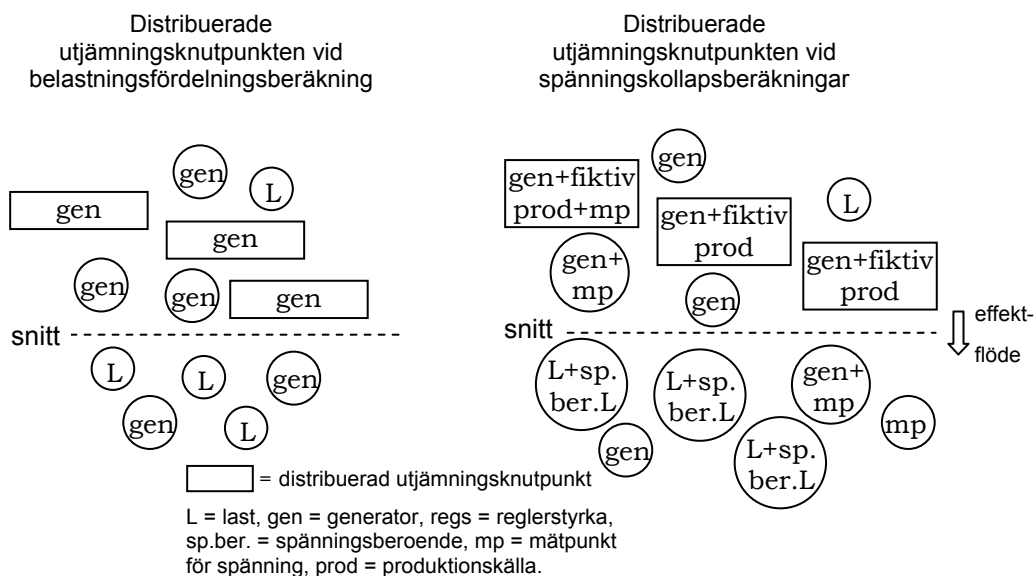 Distribuerade
utjämningsknutpunkten vid
belastningsfördelningsberäkning
gen
L
gen
gen
gen
gen
gen
snitt
L
L
gen
gen
L
Distribuerade
utjämningsknutpunkten vid
spänningskollapsberäkningar
gen
gen+fiktiv
prod+mp
L
gen+fiktiv
prod
gen+
mp
gen+fiktiv
prod
gen
snitt
effekt-
flöde
L+sp.
ber.L
L+sp.
ber.L
gen+
mp
mp
gen
L+sp.
ber.L
= distribuerad utjämningsknutpunkt
L = last, gen = generator, regs = reglerstyrka,
sp.ber. = spänningsberoende, mp = mätpunkt
för spänning, prod = produktionskälla.